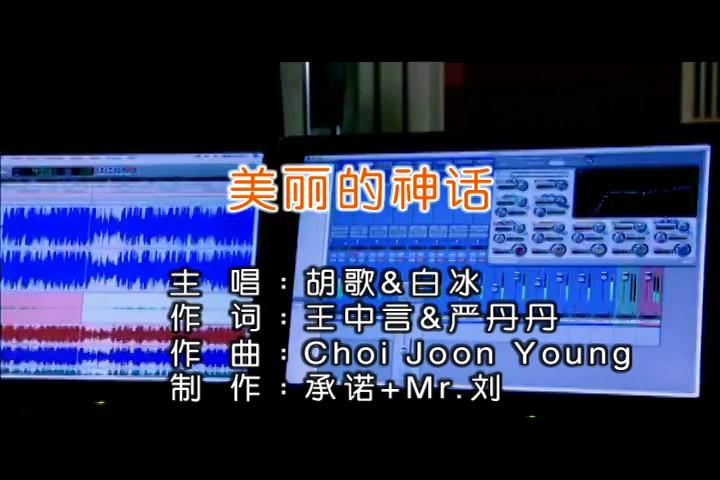 美丽的神话
主 唱：胡歌&白冰
作 词：王中言&严丹丹
作 曲：Choi Joon Young
制 作：承诺+Mr.刘